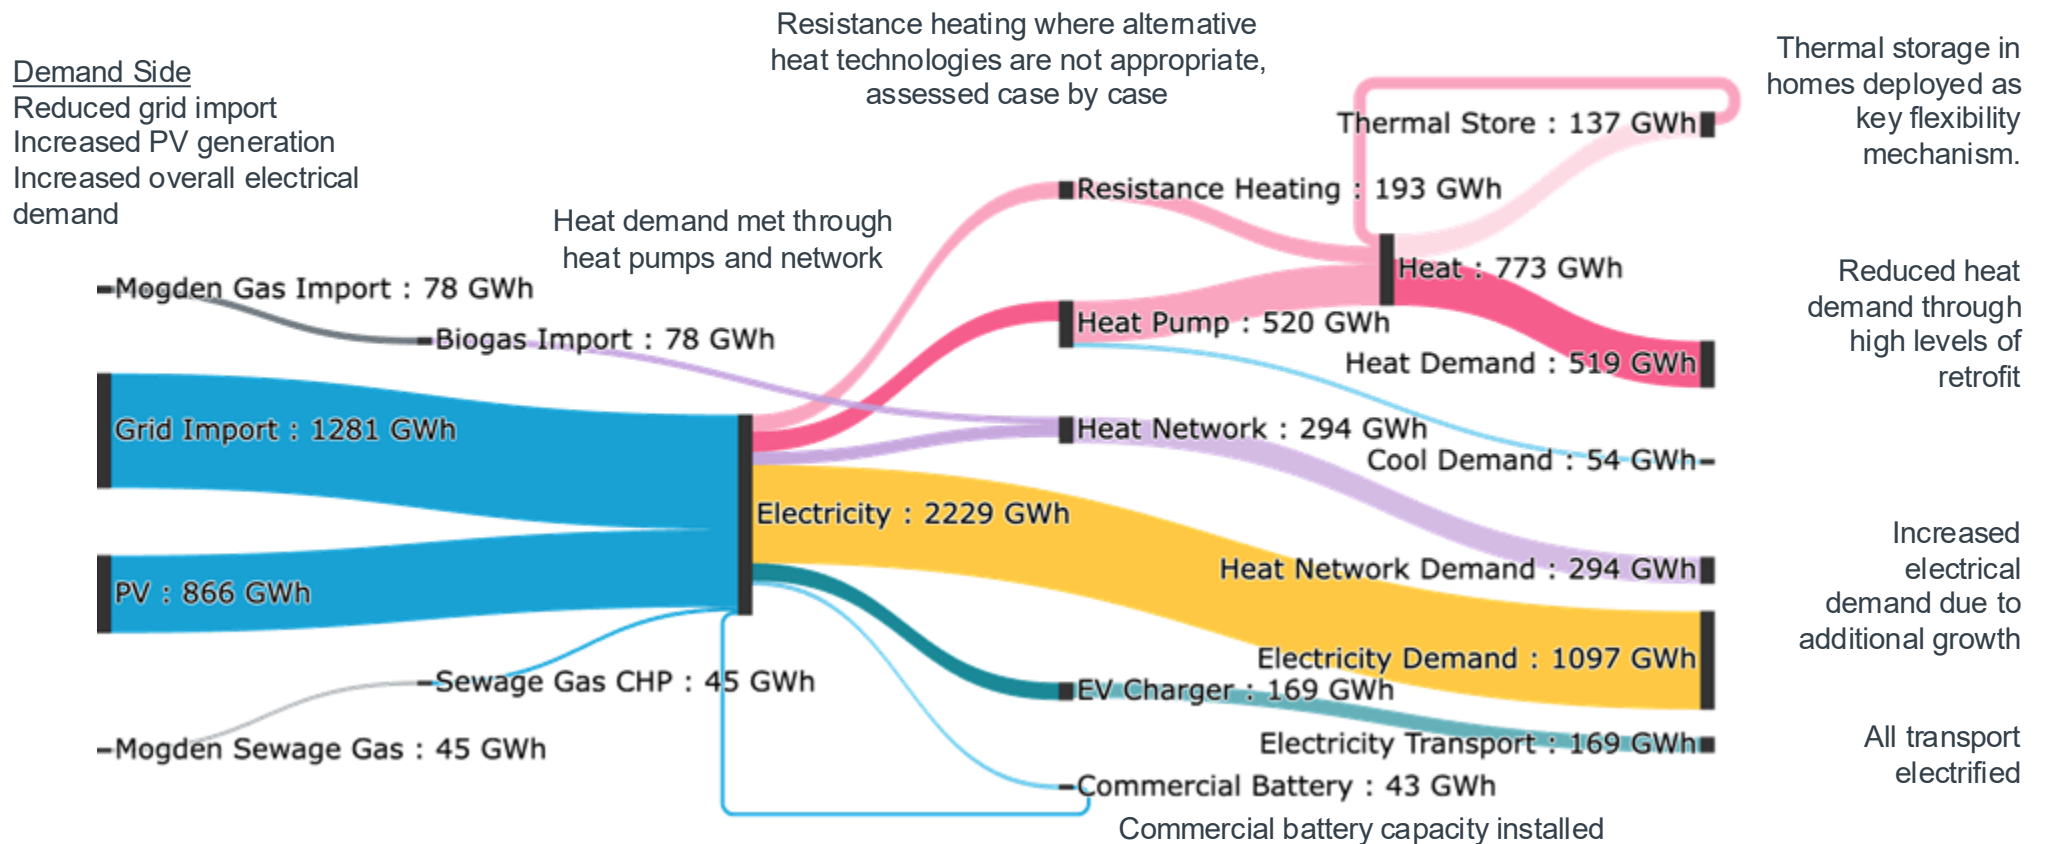 Resistance heating where alternative
heat technologies are not appropriate,
assessed case by case
Demand Side
Reduced grid import
Increased PV generation
Increased overall electrical
demand
Thermal storage in
homes deployed as
key flexibility
mechanism.
Thermal Store : 137 GWh
Resistance Heating : 193 GWh
Heat demand met through
heat pumps and network
Heat : 773 GWh
Reduced heat
demand through
high levels of
retrofit
Mogden Gas Import : 78 GWh
Biogas Import : 78 GWh
Heat Pump : 520 GWh
Heat Demand : 519 GWh
Grid Import : 1281 GWh
Heat Network : 294 GWh
Cool Demand : 54 GWh
Electricity : 2229 GWh
Increased
electrical
demand due to
additional growth
Heat Network Demand : 294 GWh
PV : 866 GWh
Electricity Demand : 1097 GWh
Sewage Gas CHP : 45 GWh
EV Charger : 169 GWh
Electricity Transport : 169 GWh
All transport
electrified
Mogden Sewage Gas : 45 GWh
Commercial Battery : 43 GWh
Commercial battery capacity installed